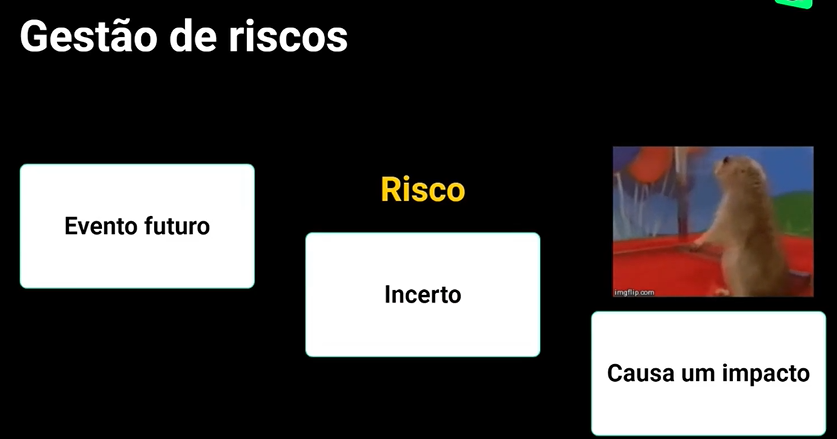 Gestão de riscos
Risco
Evento futuro
Incerto
imgflip.com
Causa um impacto